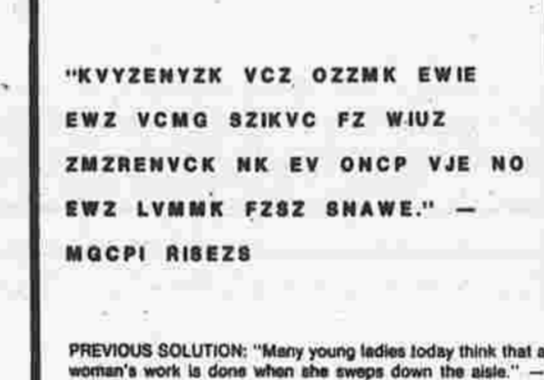 "KVYZENYZK VCZ OZZMK EWIE
EWZ VCMG SZIKVC FZ WIUZ
ZMZRENVCK NK EV ONCP VJE NO
EWZ LVMMK FZSZ SNAWE." —
MGCPI RISEZS
PREVIOUS SOLUTION: "Many young ladies today think that a
woman's work is done when she sweps down the aisle." —